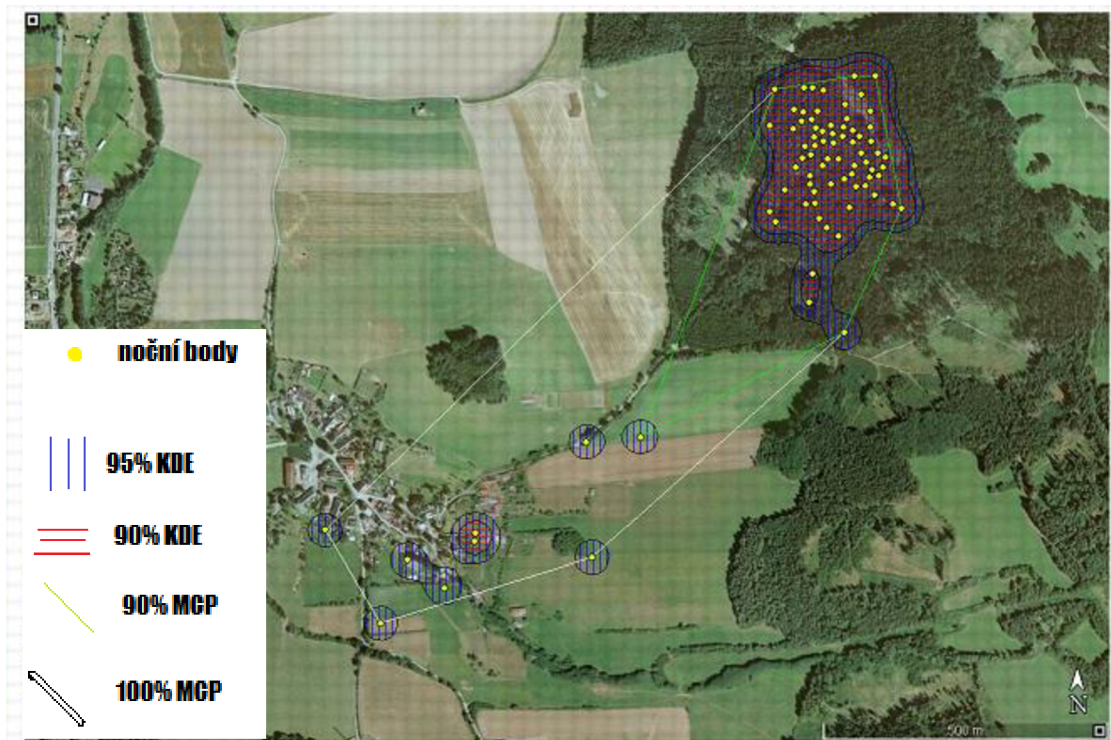 noční body
95% KDE
90% KDE
90% MCP
100% MCP
N
500 m